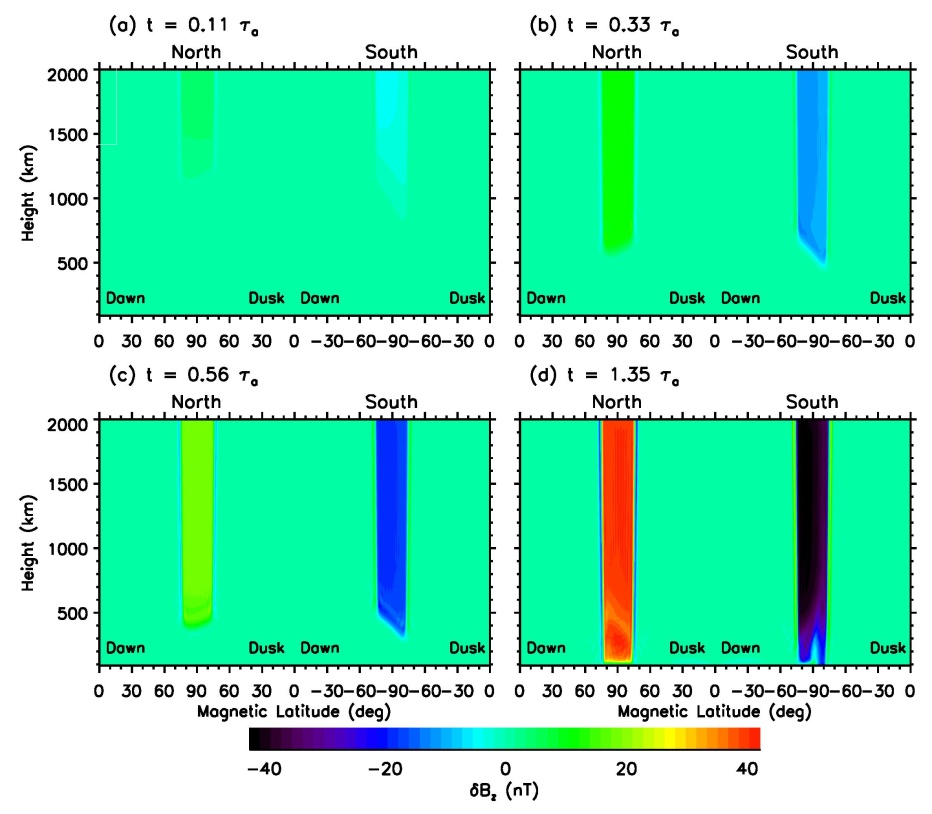 (a) t = 0.11 τₐ
(b) t = 0.33 τₐ
North South
North South
2000
1500
1000
500
Height (km)
Dawn Dusk Dawn Dusk
Dawn Dusk Dawn Dusk
0 30 60 90 60 30 0 -30-60-90-60-30 0
0 30 60 90 60 30 0 -30-60-90-60-30 0
(c) t = 0.56 τₐ
(d) t = 1.35 τₐ
North South
North South
2000
1500
1000
500
Height (km)
Dawn Dusk Dawn Dusk
Dawn Dusk Dawn Dusk
0 30 60 90 60 30 0 -30-60-90-60-30 0
0 30 60 90 60 30 0 -30-60-90-60-30 0
Magnetic Latitude (deg)
Magnetic Latitude (deg)
-40 -20 0 20 40
δB_z (nT)